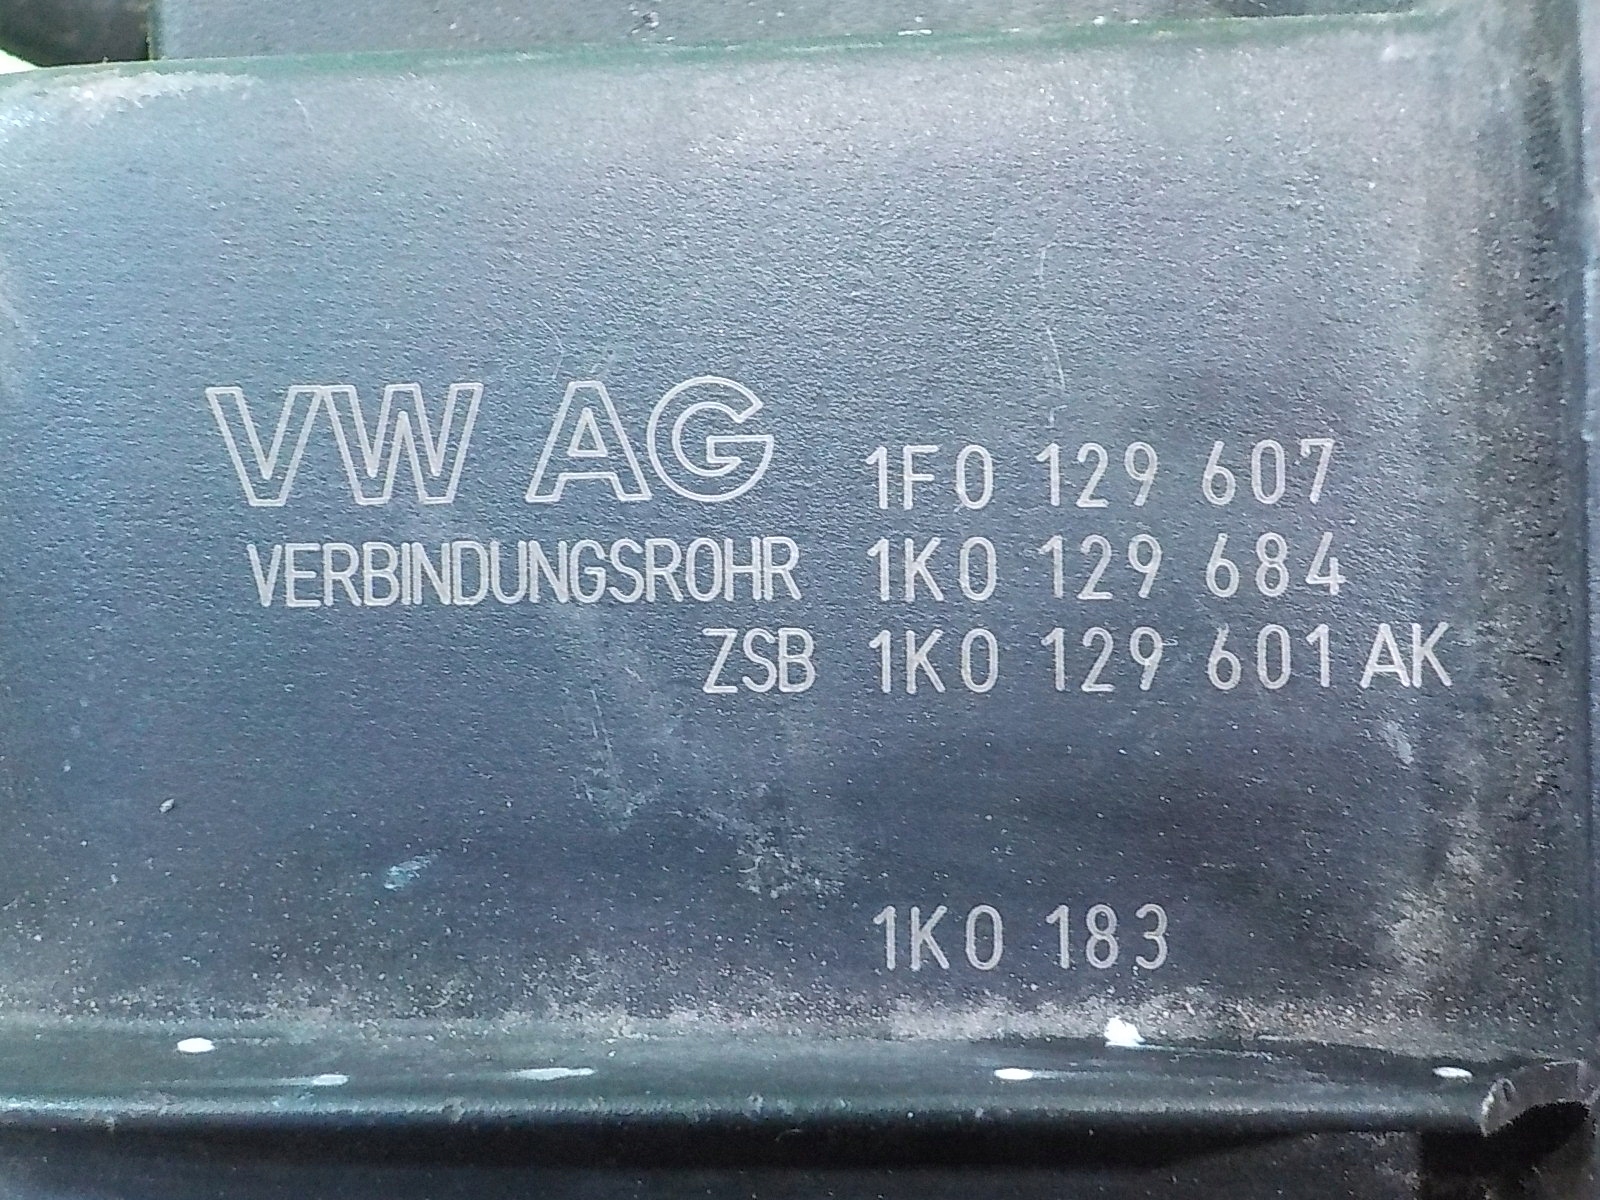 VW AG 1F0 129 607
VERBINDUNGSROHR 1K0 129 684
ZSB 1K0 129 601 AK
1K0 183